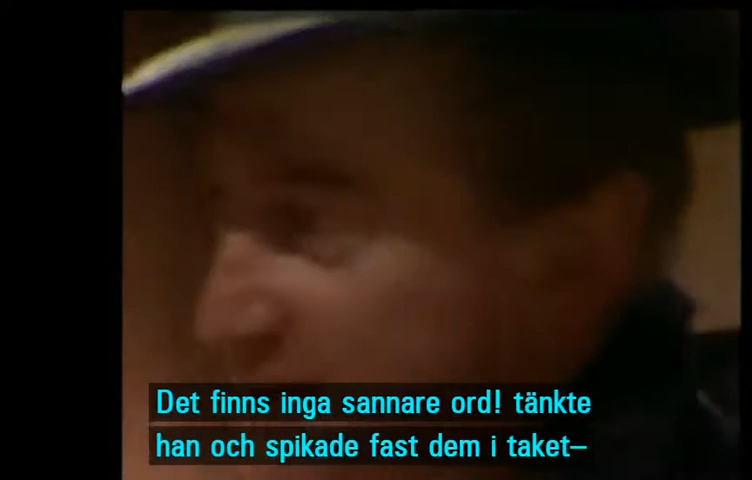 Det finns inga sannare ord! tänkte
han och spikade fast dem i taket–